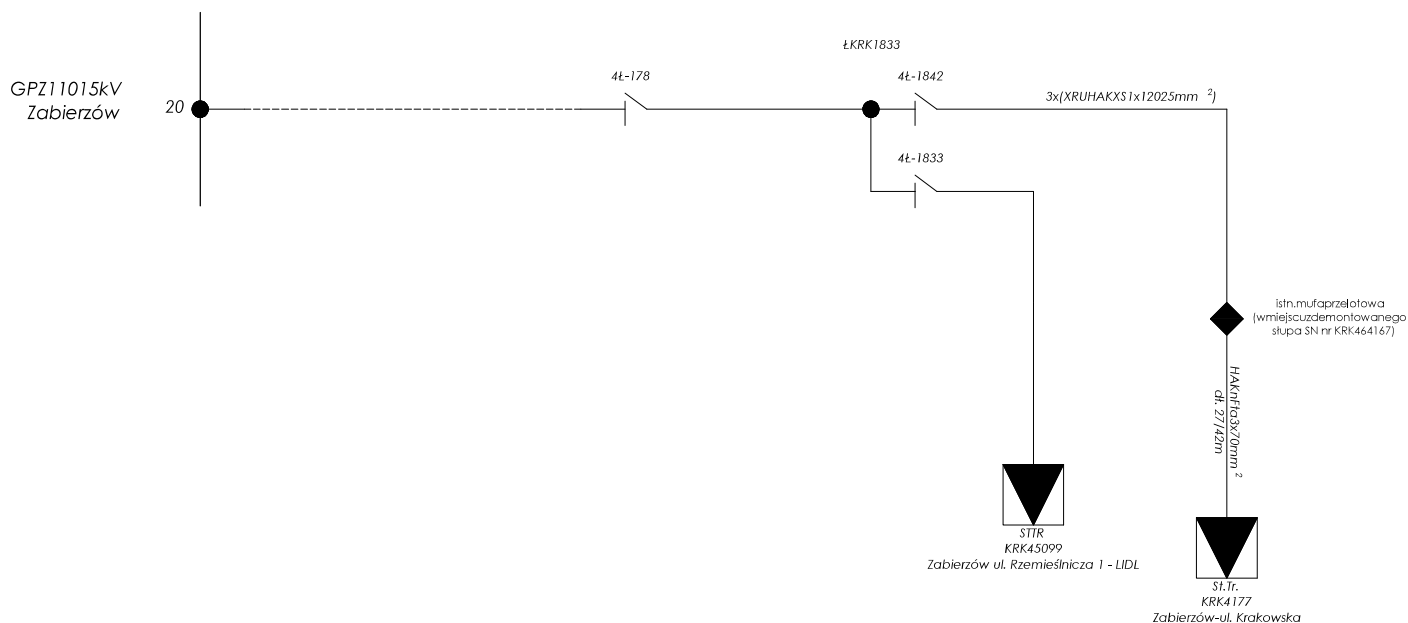 ŁKRK1833
GPZ11015kV
Zabierzów
20
4Ł-178
4Ł-1842
3x(XRUHAKXS1x12025mm ²)
4Ł-1833
istn.mufaprzelotowa
(wmiejscuzdemontowanego
słupa SN nr KRK464167)
HAKnFta3x70mm ²
dł. 27/42m
STTR
KRK45099
Zabierzów ul. Rzemieślnicza 1 - LIDL
St.Tr.
KRK4177
Zabierzów-ul. Krakowska